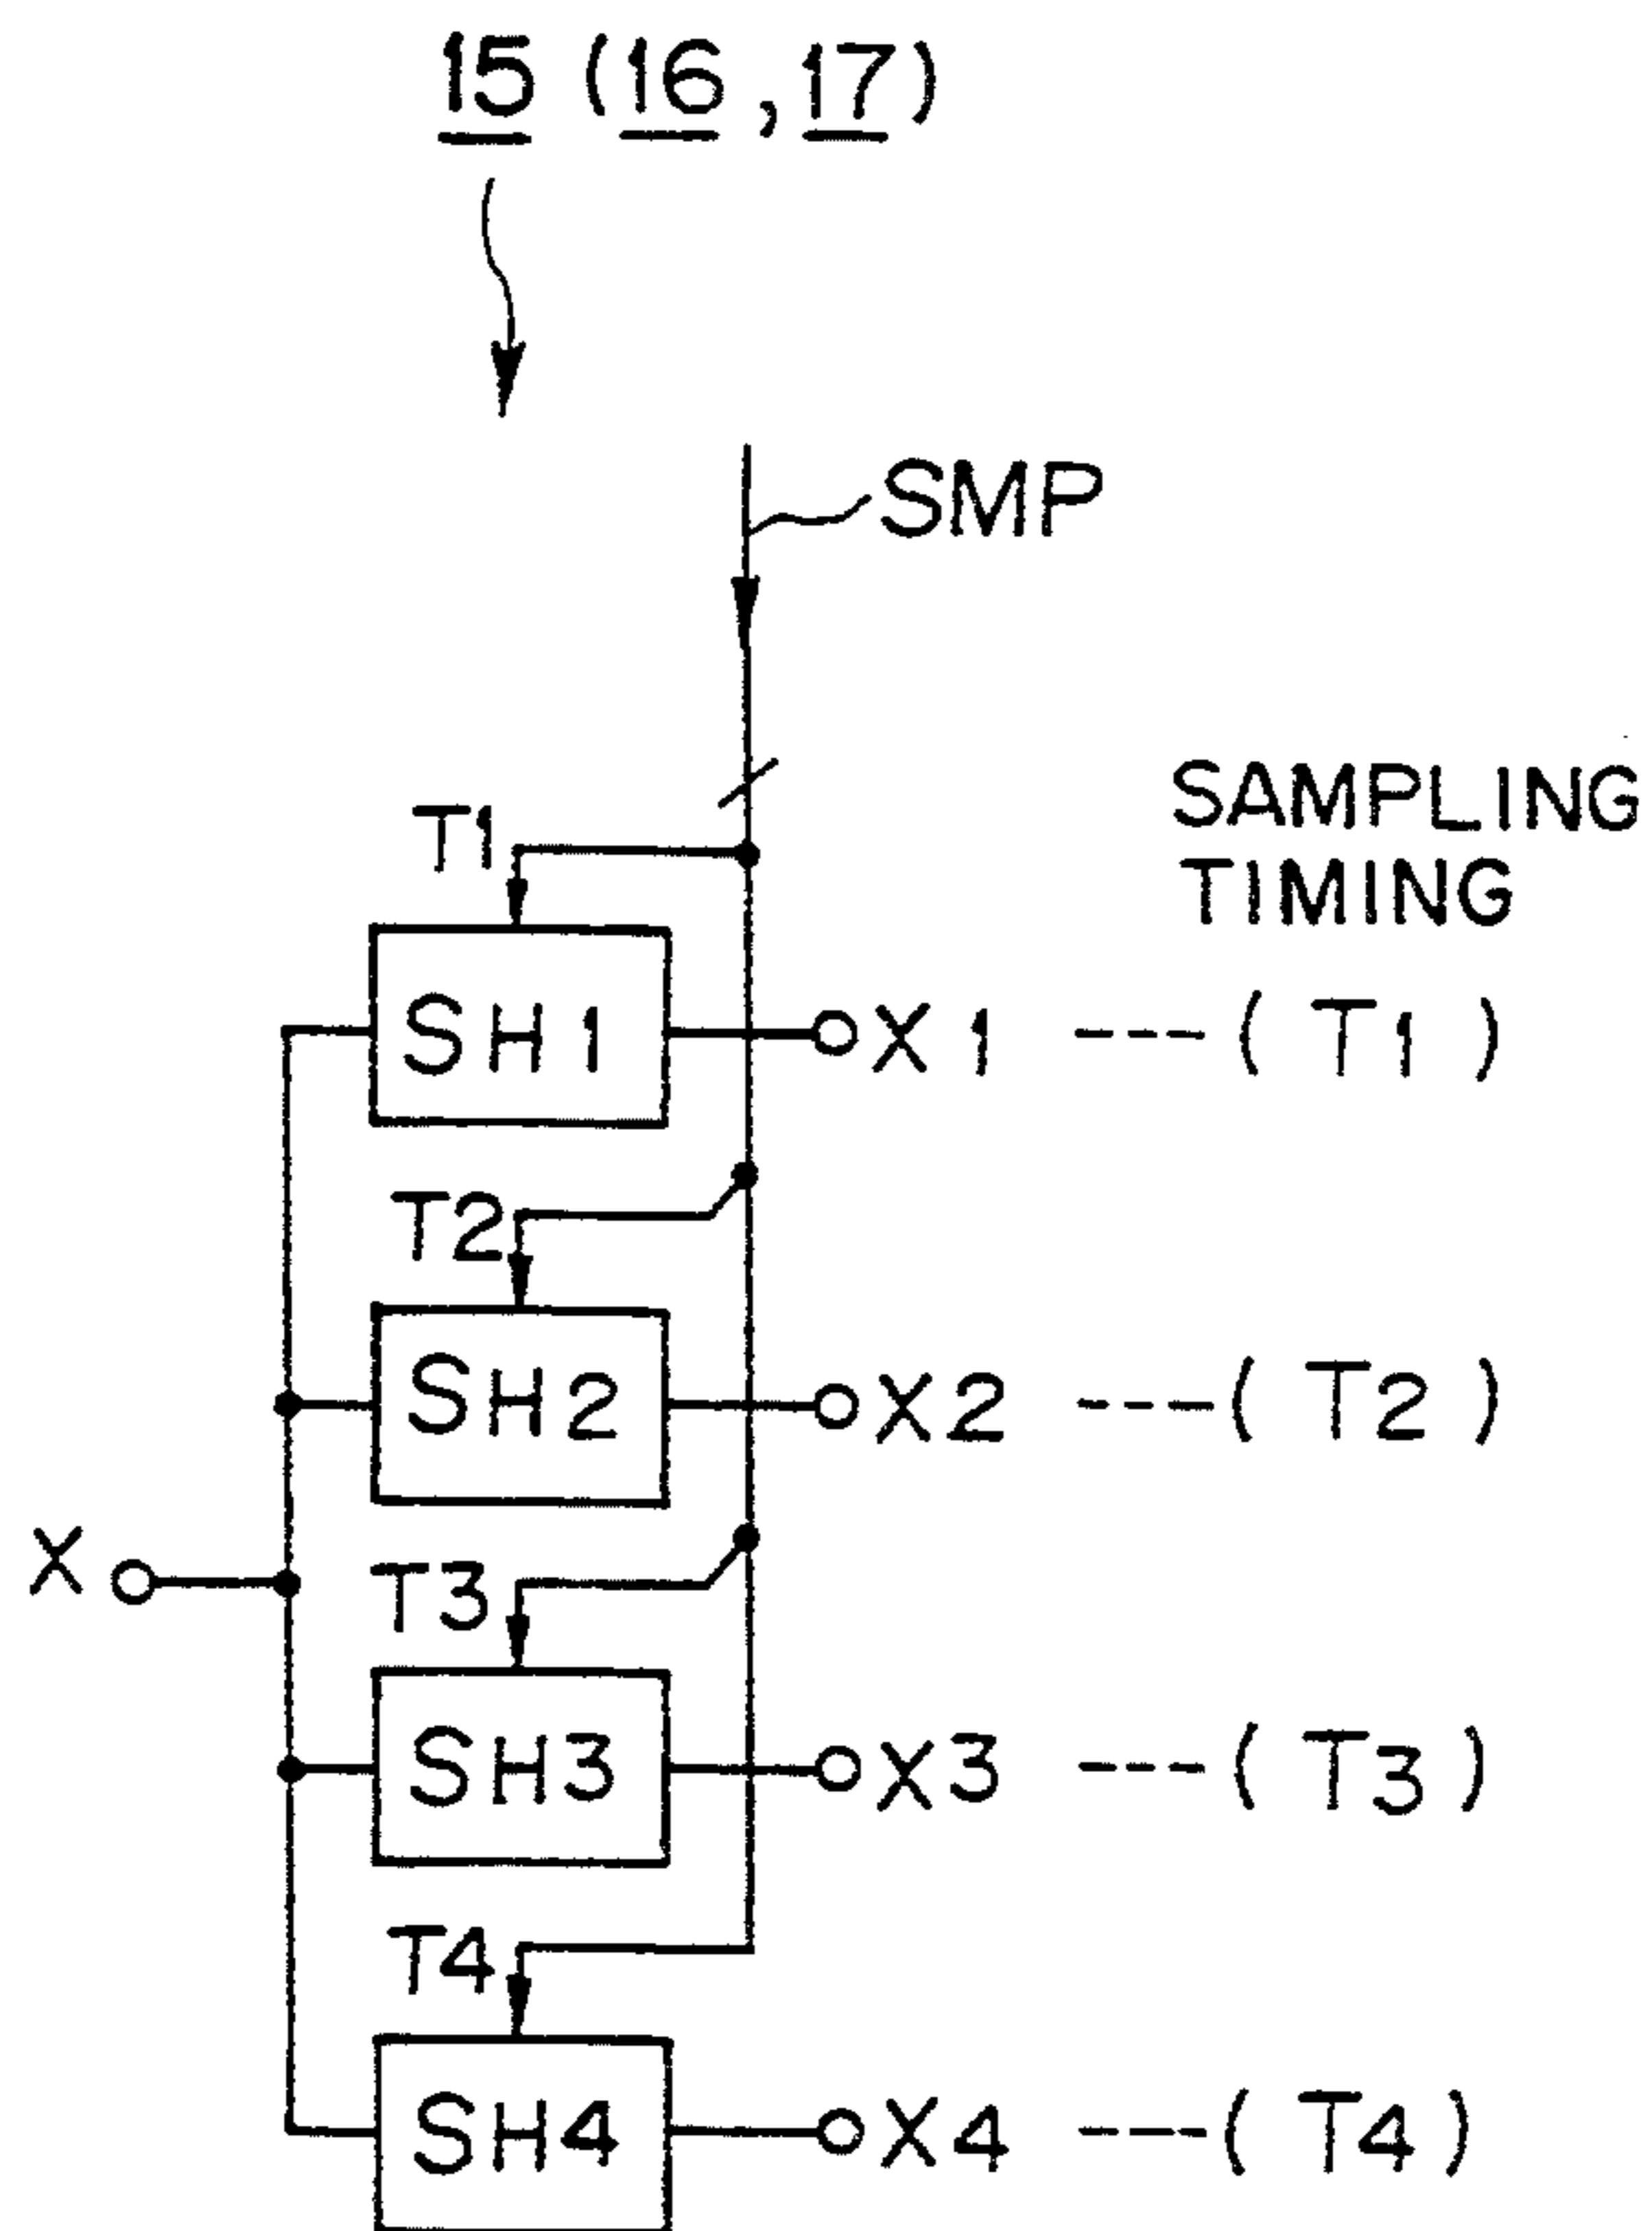 15 (16, 17)
SMP
SAMPLING
TIMING
T1
SH1 X1 ---( T1 )
T2
SH2 X2 ---( T2 )
X
T3
SH3 X3 ---( T3 )
T4
SH4 X4 ---( T4 )